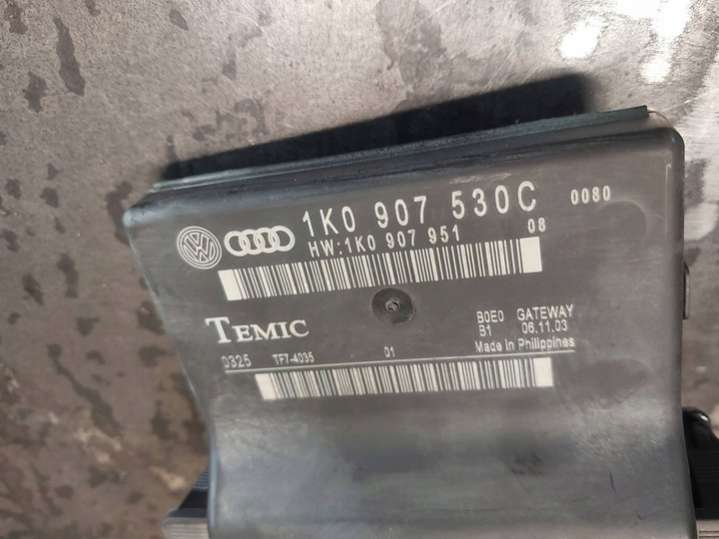 1K0 907 530C 0080
HW:1K0 907 951 08
TEMIC
B0E0 GATEWAY
B1 06.11.03
0325 TF7-4035 01 Made in Philippines